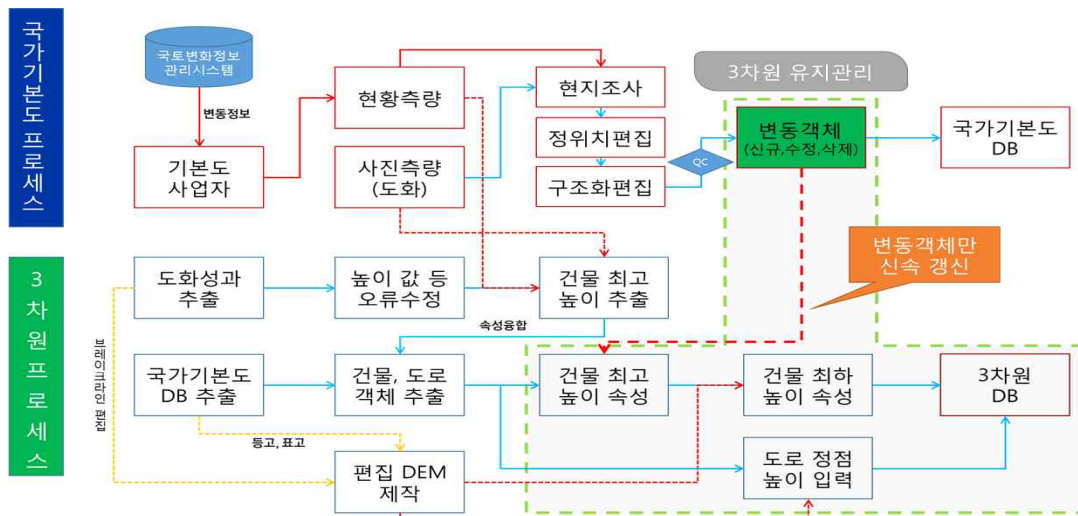 국가기본도 프로세스
국토변화정보
관리시스템
변동정보
기본도
사업자
현황측량
사진측량
(도화)
현지조사
정위치편집
구조화편집
QC
3차원 유지관리
변동객체
(신규,수정,삭제)
국가기본도
DB
변동객체만
신속 갱신
3차원프로세스
도화성과
추출
높이 값 등
오류수정
건물 최고
높이 추출
속성융합
브레이크라인 편집
국가기본도
DB 추출
건물, 도로
객체 추출
건물 최고
높이 속성
건물 최하
높이 속성
3차원
DB
등고, 표고
편집 DEM
제작
도로 정점
높이 입력